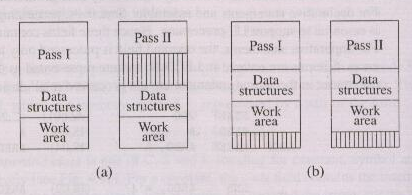 Pass I
Data
structures
Work
area
Pass II
Data
structures
Work
area
(a)
Pass I
Data
structures
Work
area
Pass II
Data
structures
Work
area
(b)